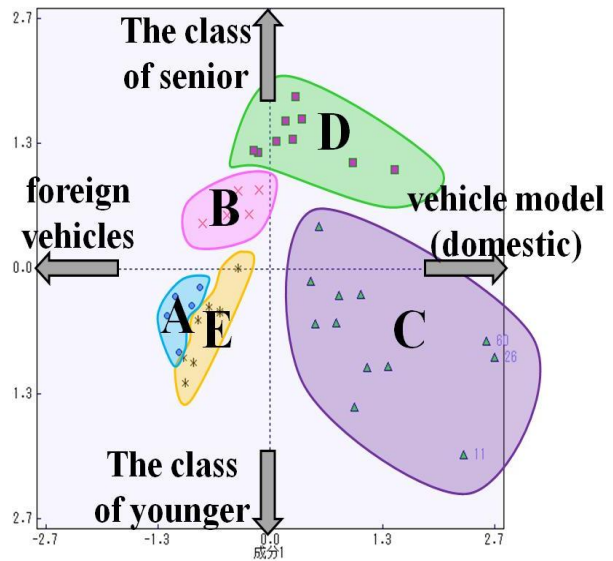 2.7
The class
of senior
1.3
D
foreign
vehicles
B
vehicle model
(domestic)
0.0
A
E
C
60
26
1.3
11
The class
of younger
2.7
-2.7
-1.3
0.0
1.3
2.7
成分1